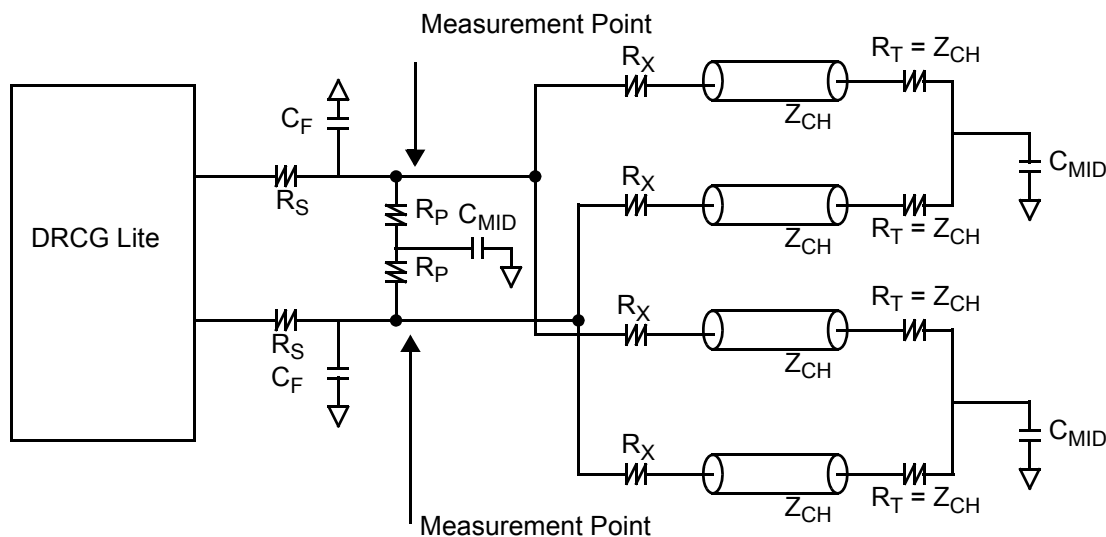 Measurement Point
R_X
R_T = Z_CH
C_F
Z_CH
C_MID
R_S
R_X
R_P
C_MID
DRCG Lite
Z_CH
R_T = Z_CH
R_P
R_T = Z_CH
R_X
R_S
Z_CH
C_F
R_X
C_MID
Z_CH
R_T = Z_CH
Measurement Point